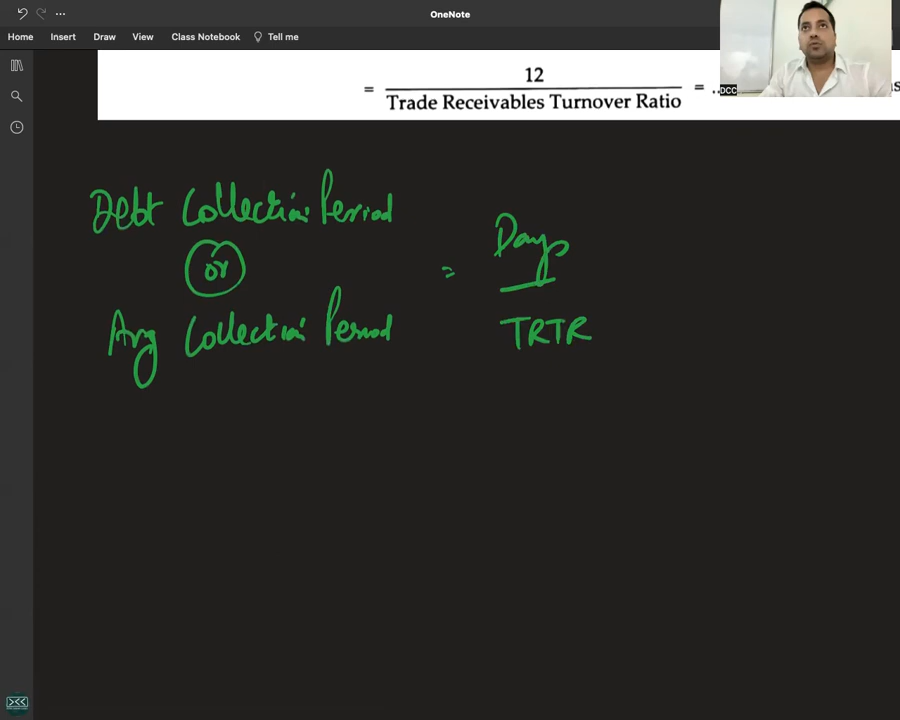 OneNote
Home Insert Draw View Class Notebook Tell me
DCC
12
= ――― = ..
Trade Receivables Turnover Ratio
Debt Collection Period
or
Avg Collection Period
= Days
TRTR